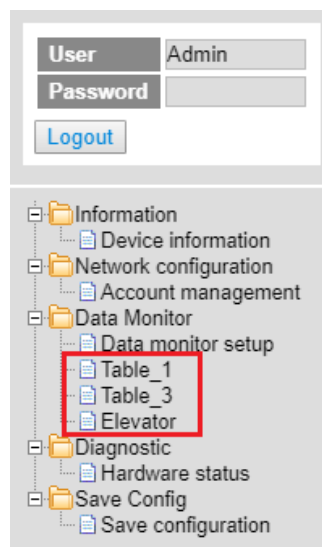 User Admin
Password
Logout
Information
Device information
Network configuration
Account management
Data Monitor
Data monitor setup
Table_1
Table_3
Elevator
Diagnostic
Hardware status
Save Config
Save configuration